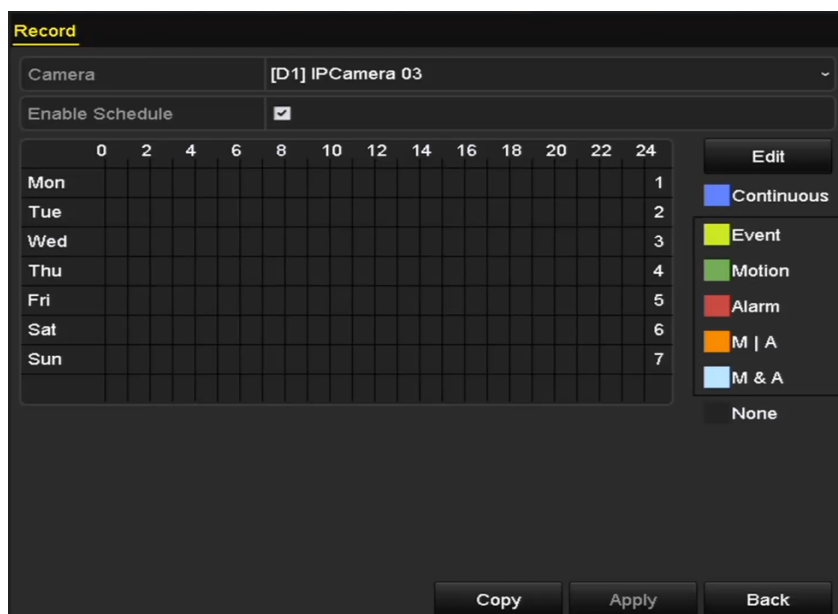 Record
Camera [D1] IPCamera 03
Enable Schedule
0 2 4 6 8 10 12 14 16 18 20 22 24
Edit
Mon 1
Continuous
Tue 2
Event
Wed 3
Thu 4
Motion
Fri 5
Alarm
Sat 6
M | A
Sun 7
M & A
None
Copy Apply Back